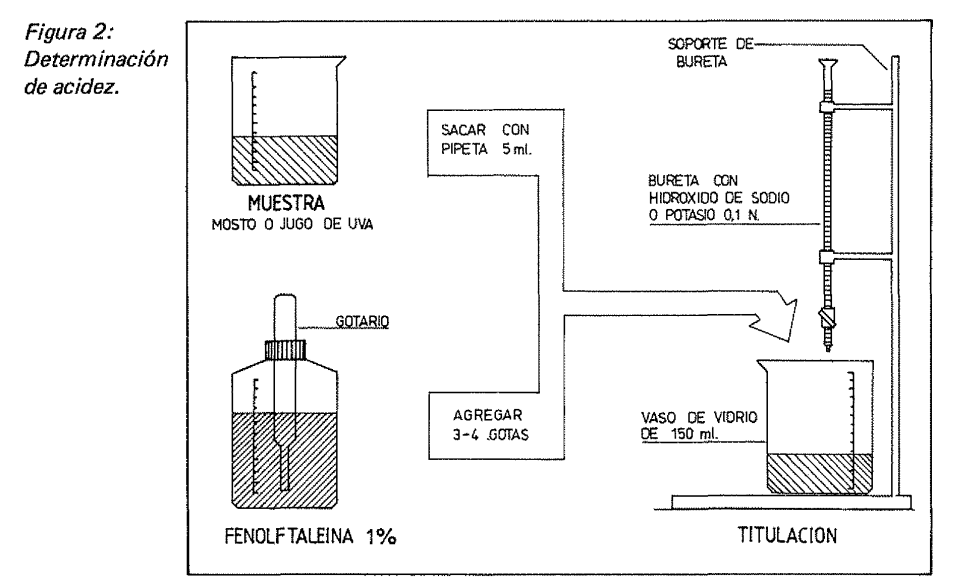 Figura 2:
Determinación
de acidez.
SOPORTE DE
BURETA
SACAR CON
PIPETA 5 ml.
MUESTRA
MOSTO O JUGO DE UVA
BURETA CON
HIDROXIDO DE SODIO
O POTASIO 0,1 N.
GOTARIO
AGREGAR
3-4 .GOTAS
VASO DE VIDRIO
DE 150 ml.
FENOLFTALEINA 1%
TITULACION